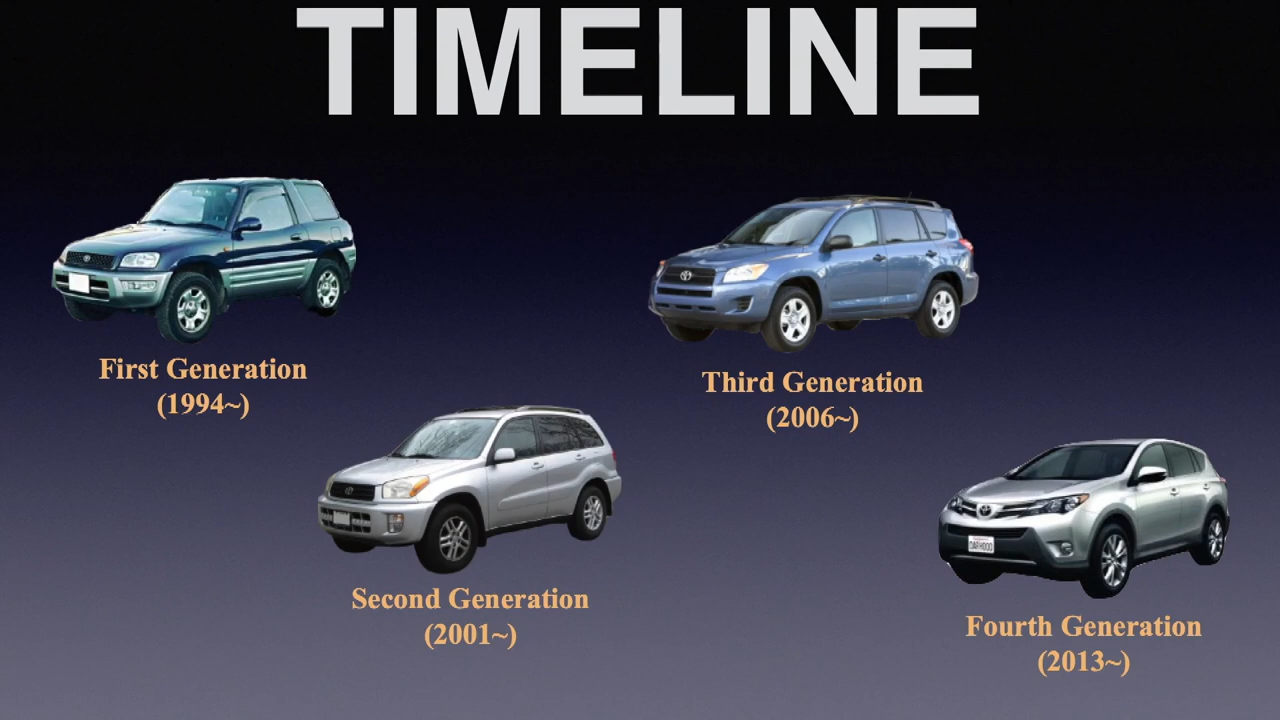 TIMELINE
First Generation
(1994~)
Second Generation
(2001~)
Third Generation
(2006~)
Fourth Generation
(2013~)